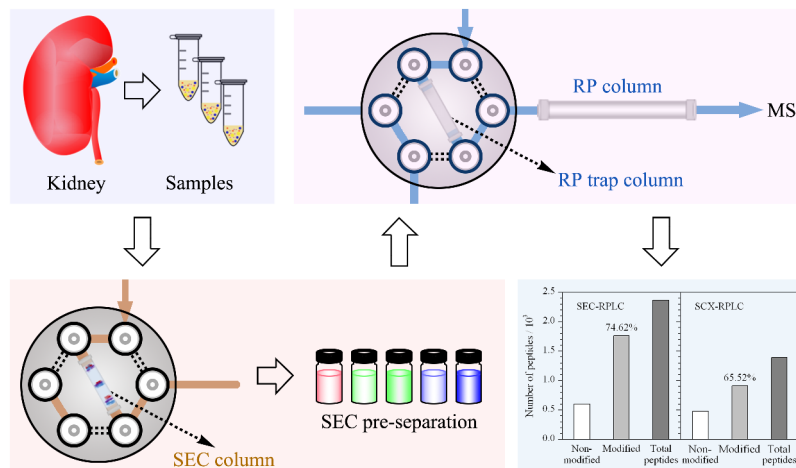 Kidney
Samples
RP column
MS
RP trap column
SEC column
SEC pre-separation
Number of peptides / 10³
2.5
2.0
1.5
1.0
0.5
0.0
SEC-RPLC
74.62%
SCX-RPLC
65.52%
Non-
modified
Modified
Total
peptides
Non-
modified
Modified
Total
peptides